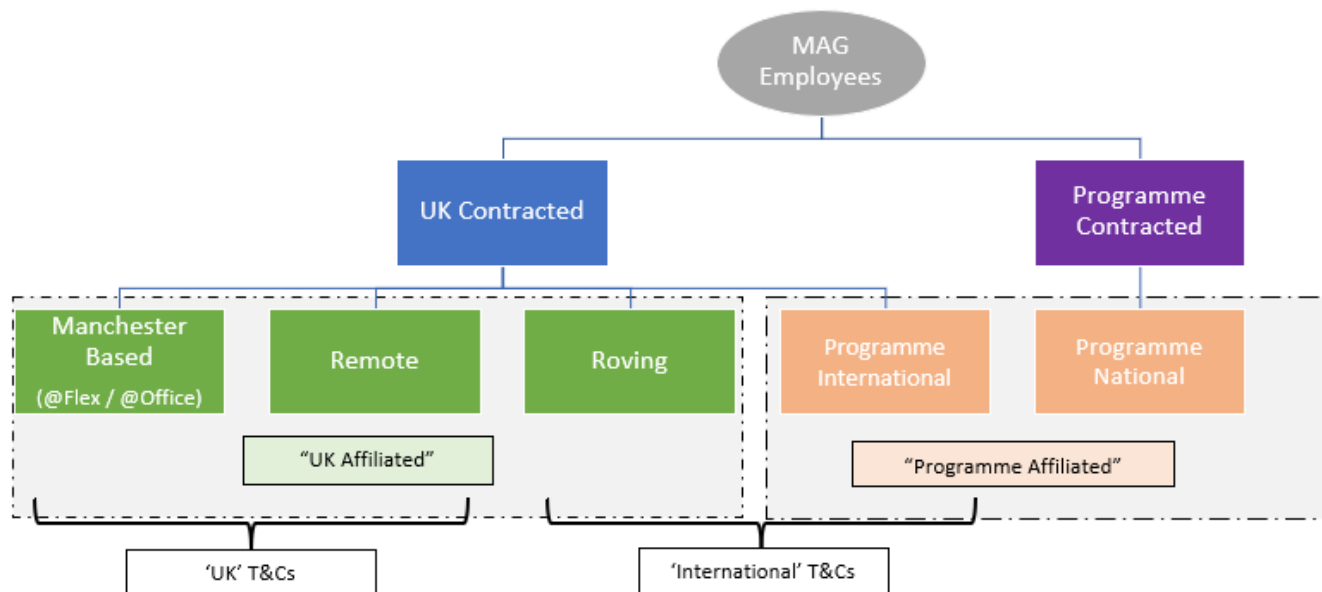 MAG
Employees
UK Contracted
Programme
Contracted
Manchester
Based
(@Flex / @Office)
Remote
Roving
Programme
International
Programme
National
“UK Affiliated”
“Programme Affiliated”
‘UK’ T&Cs
‘International’ T&Cs